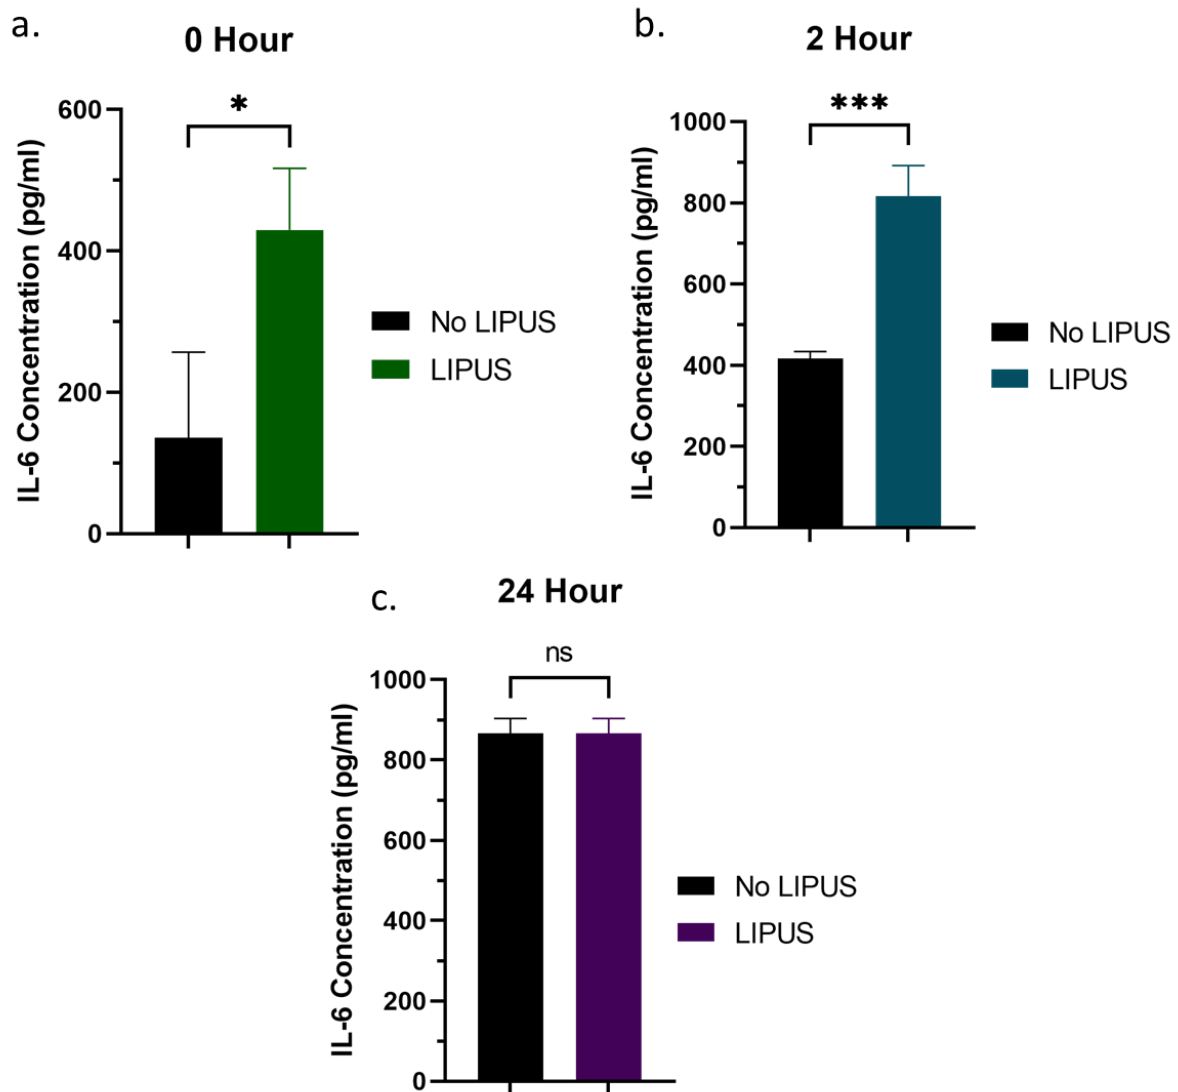 a.
0 Hour
*
600
400
200
0
IL-6 Concentration (pg/ml)
No LIPUS
LIPUS
b.
2 Hour
***
1000
800
600
400
200
0
IL-6 Concentration (pg/ml)
No LIPUS
LIPUS
c.
24 Hour
ns
1000
800
600
400
200
0
IL-6 Concentration (pg/ml)
No LIPUS
LIPUS